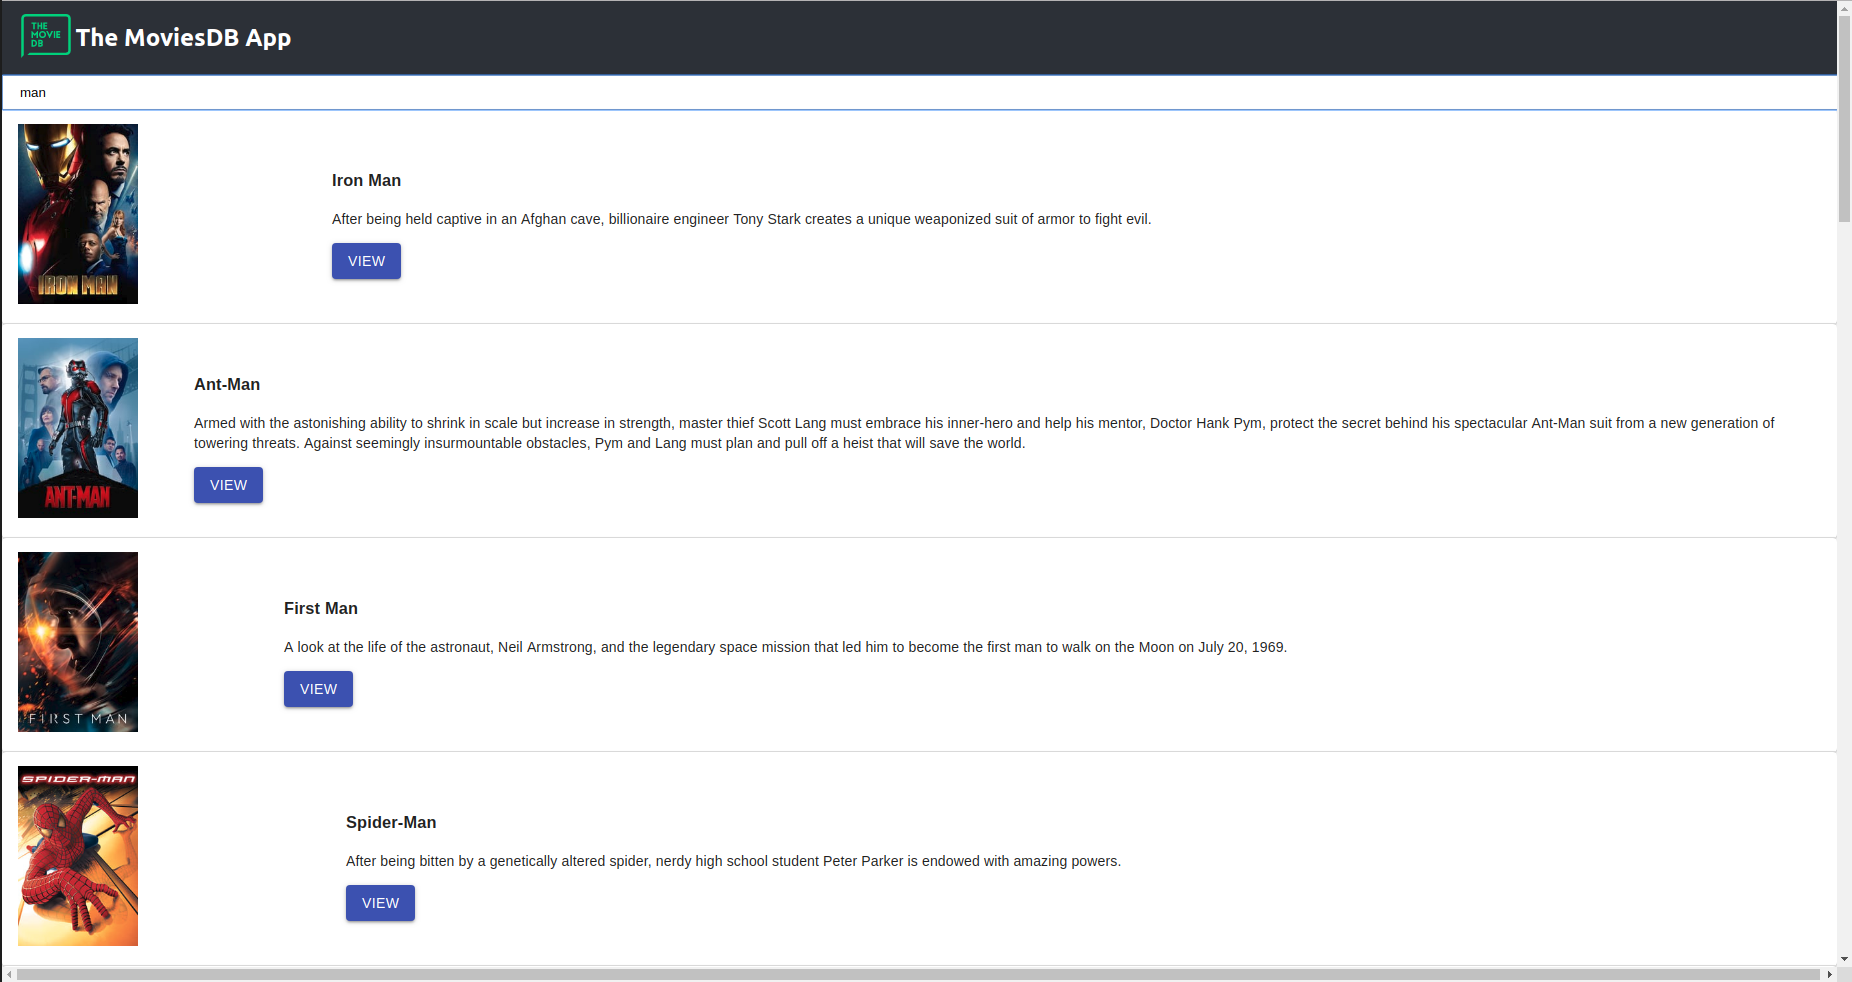 THE
MOVIE
DB
The MoviesDB App
man
IRON MAN
Iron Man
After being held captive in an Afghan cave, billionaire engineer Tony Stark creates a unique weaponized suit of armor to fight evil.
VIEW
ANT-MAN
Ant-Man
Armed with the astonishing ability to shrink in scale but increase in strength, master thief Scott Lang must embrace his inner-hero and help his mentor, Doctor Hank Pym, protect the secret behind his spectacular Ant-Man suit from a new generation of
towering threats. Against seemingly insurmountable obstacles, Pym and Lang must plan and pull off a heist that will save the world.
VIEW
FIRST MAN
First Man
A look at the life of the astronaut, Neil Armstrong, and the legendary space mission that led him to become the first man to walk on the Moon on July 20, 1969.
VIEW
SPIDER-MAN
Spider-Man
After being bitten by a genetically altered spider, nerdy high school student Peter Parker is endowed with amazing powers.
VIEW